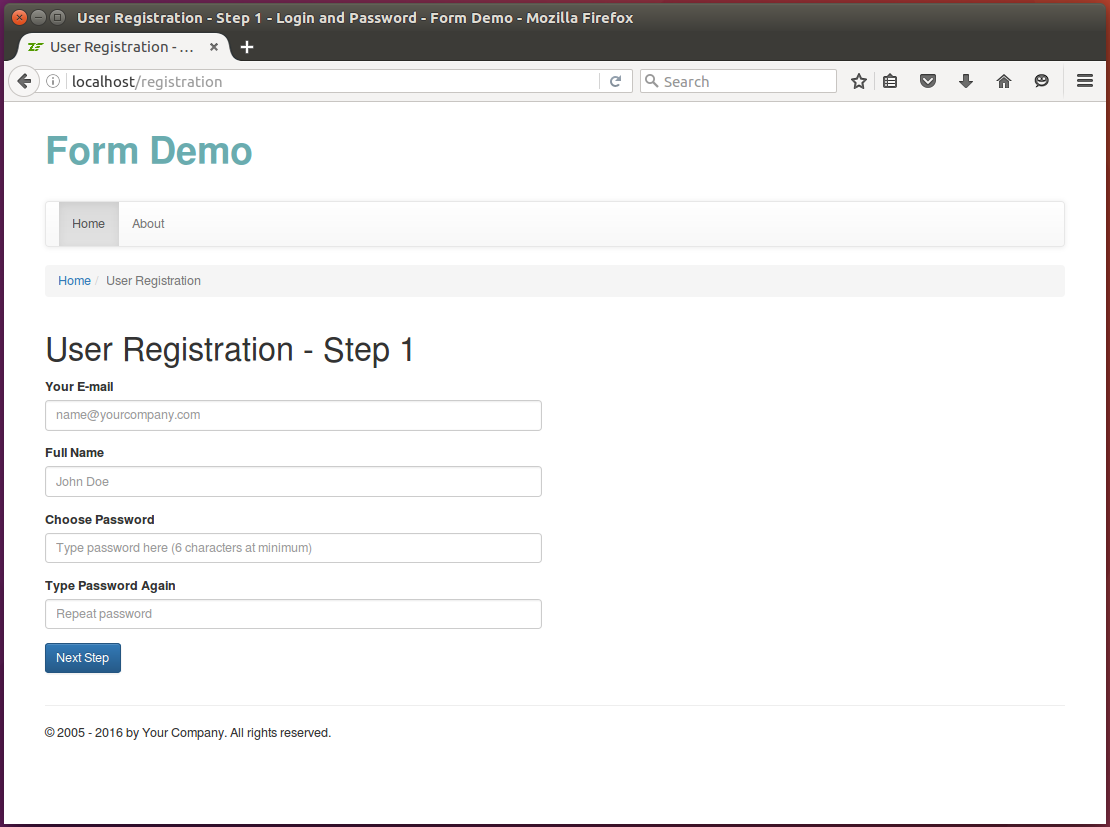 User Registration - Step 1 - Login and Password - Form Demo - Mozilla Firefox
User Registration - ...
localhost/registration
Search
Form Demo
Home About
Home / User Registration
User Registration - Step 1
Your E-mail
name@yourcompany.com
Full Name
John Doe
Choose Password
Type password here (6 characters at minimum)
Type Password Again
Repeat password
Next Step
© 2005 - 2016 by Your Company. All rights reserved.